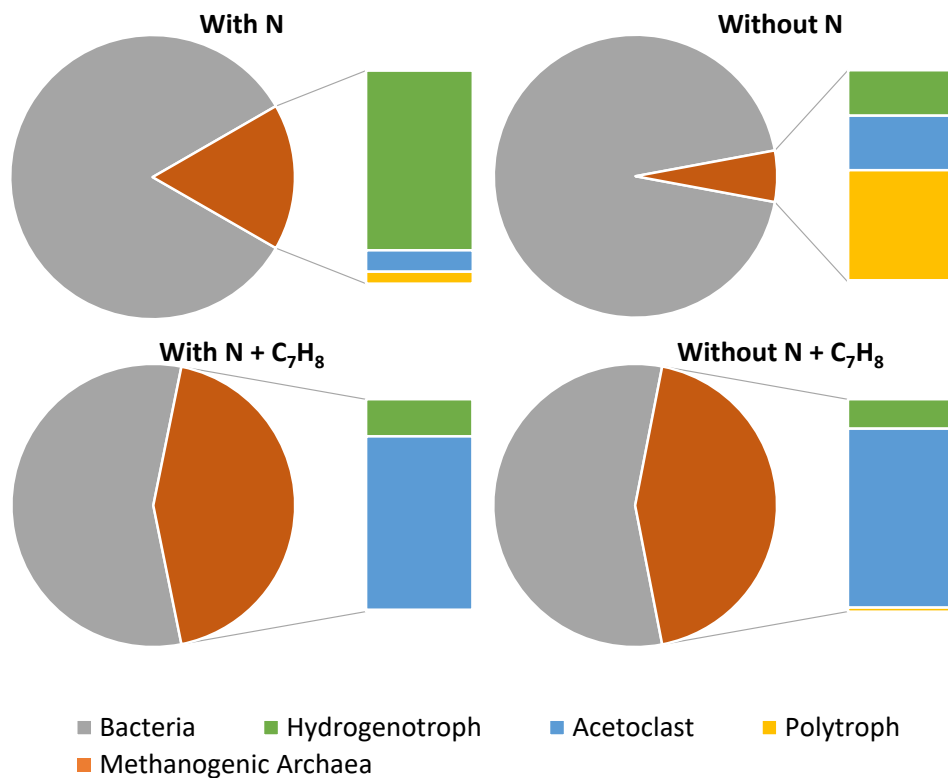 With N
Without N
With N + C₇H₈
Without N + C₇H₈
Bacteria
Hydrogenotroph
Acetoclast
Polytroph
Methanogenic Archaea